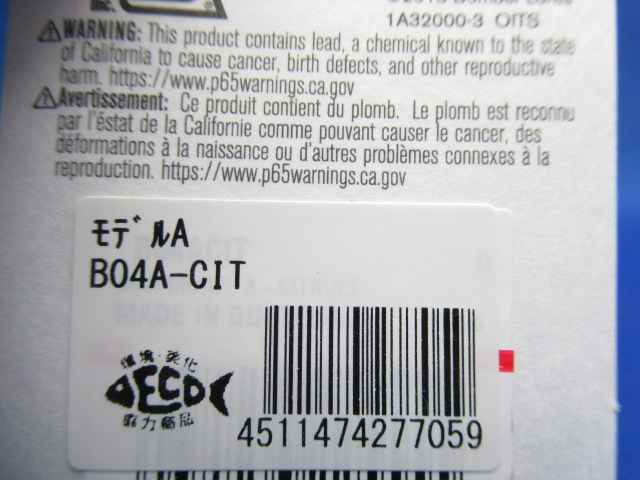 Inc.
1A32000-3 OITS
WARNING: This product contains lead, a chemical known to the state
of California to cause cancer, birth defects, and other reproductive
harm. https://www.p65warnings.ca.gov
Avertissement: Ce produit contient du plomb. Le plomb est reconnu
par l'éstat de la Californie comme pouvant causer le cancer, des
déformations à la naissance ou d'autres problèmes connexes à la
reproduction. https://www.p65warnings.ca.gov
ﾓﾃﾞﾙA
B04A-CIT
環境・美化
ECO
協力商品
4511474277059